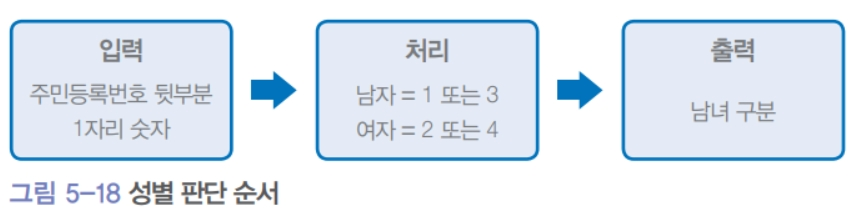 입력
주민등록번호 뒷부분
1자리 숫자
처리
남자 = 1 또는 3
여자 = 2 또는 4
출력
남녀 구분
그림 5-18 성별 판단 순서